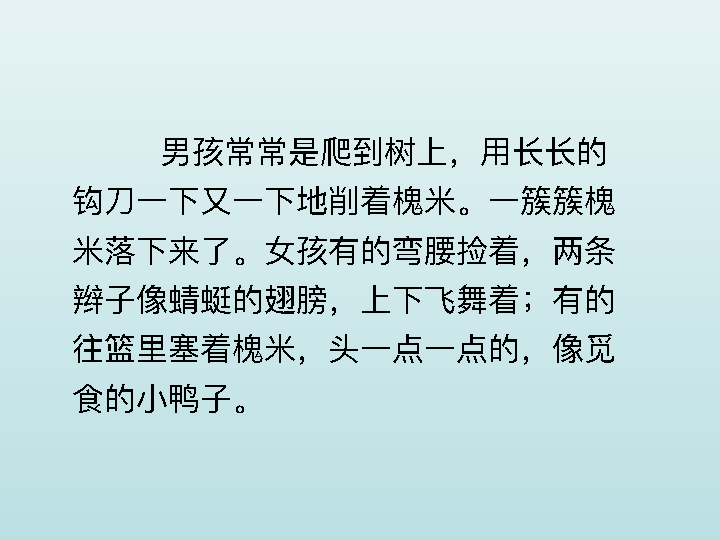 男孩常常是爬到树上，用长长的
钩刀一下又一下地削着槐米。一簇簇槐
米落下来了。女孩有的弯腰捡着，两条
辫子像蜻蜓的翅膀，上下飞舞着；有的
往篮里塞着槐米，头一点一点的，像觅
食的小鸭子。